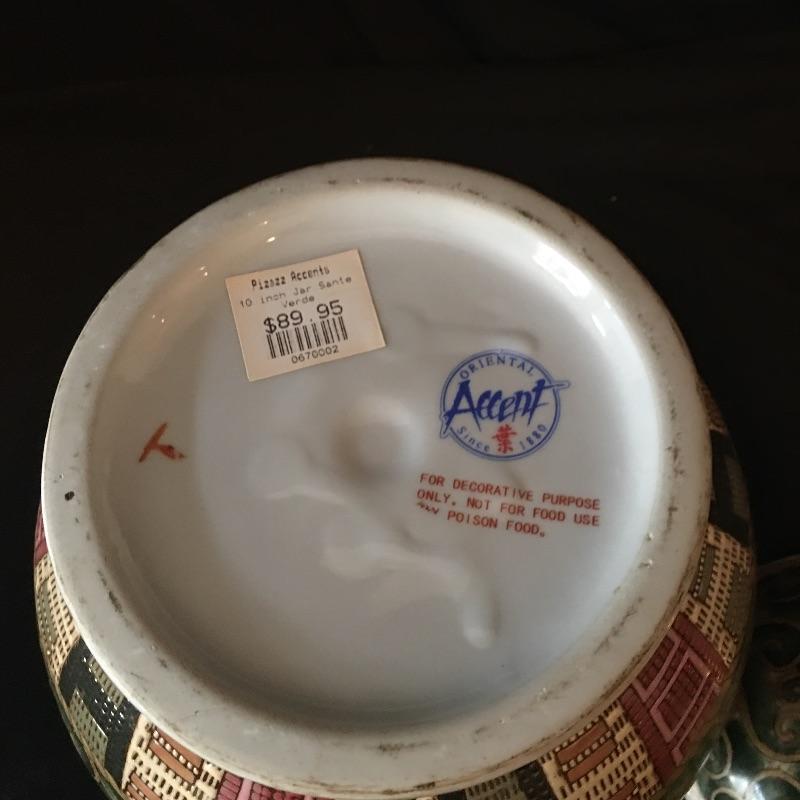 Pizazz Accents
10 inch Jar Sante
Verde
$89.95
0670002
ORIENTAL
Accent
Since 葉 1880
FOR DECORATIVE PURPOSE
ONLY. NOT FOR FOOD USE
POISON FOOD.